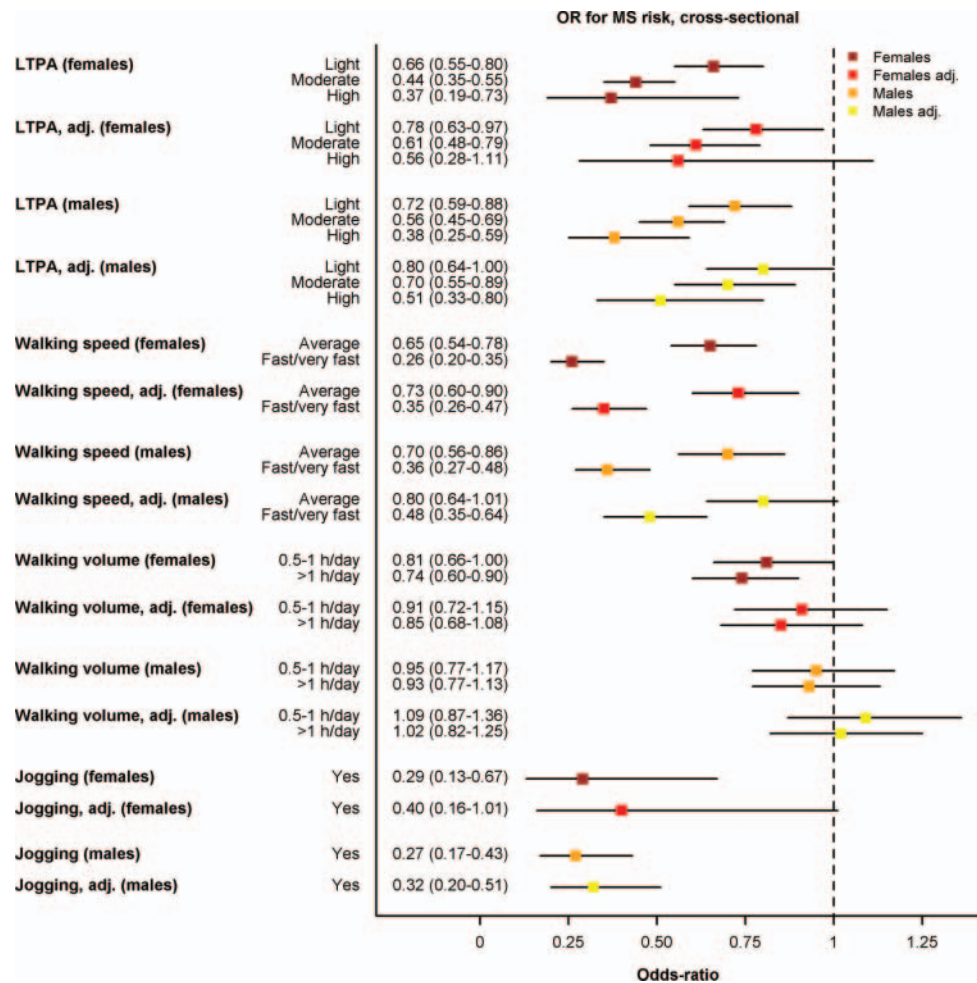 OR for MS risk, cross-sectional
Females
Females adj.
Males
Males adj.
LTPA (females) Light 0.66 (0.55-0.80)
Moderate 0.44 (0.35-0.55)
High 0.37 (0.19-0.73)
LTPA, adj. (females) Light 0.78 (0.63-0.97)
Moderate 0.61 (0.48-0.79)
High 0.56 (0.28-1.11)
LTPA (males) Light 0.72 (0.59-0.88)
Moderate 0.56 (0.45-0.69)
High 0.38 (0.25-0.59)
LTPA, adj. (males) Light 0.80 (0.64-1.00)
Moderate 0.70 (0.55-0.89)
High 0.51 (0.33-0.80)
Walking speed (females) Average 0.65 (0.54-0.78)
Fast/very fast 0.26 (0.20-0.35)
Walking speed, adj. (females) Average 0.73 (0.60-0.90)
Fast/very fast 0.35 (0.26-0.47)
Walking speed (males) Average 0.70 (0.56-0.86)
Fast/very fast 0.36 (0.27-0.48)
Walking speed, adj. (males) Average 0.80 (0.64-1.01)
Fast/very fast 0.48 (0.35-0.64)
Walking volume (females) 0.5-1 h/day 0.81 (0.66-1.00)
>1 h/day 0.74 (0.60-0.90)
Walking volume, adj. (females) 0.5-1 h/day 0.91 (0.72-1.15)
>1 h/day 0.85 (0.68-1.08)
Walking volume (males) 0.5-1 h/day 0.95 (0.77-1.17)
>1 h/day 0.93 (0.77-1.13)
Walking volume, adj. (males) 0.5-1 h/day 1.09 (0.87-1.36)
>1 h/day 1.02 (0.82-1.25)
Jogging (females) Yes 0.29 (0.13-0.67)
Jogging, adj. (females) Yes 0.40 (0.16-1.01)
Jogging (males) Yes 0.27 (0.17-0.43)
Jogging, adj. (males) Yes 0.32 (0.20-0.51)
0 0.25 0.50 0.75 1 1.25
Odds-ratio